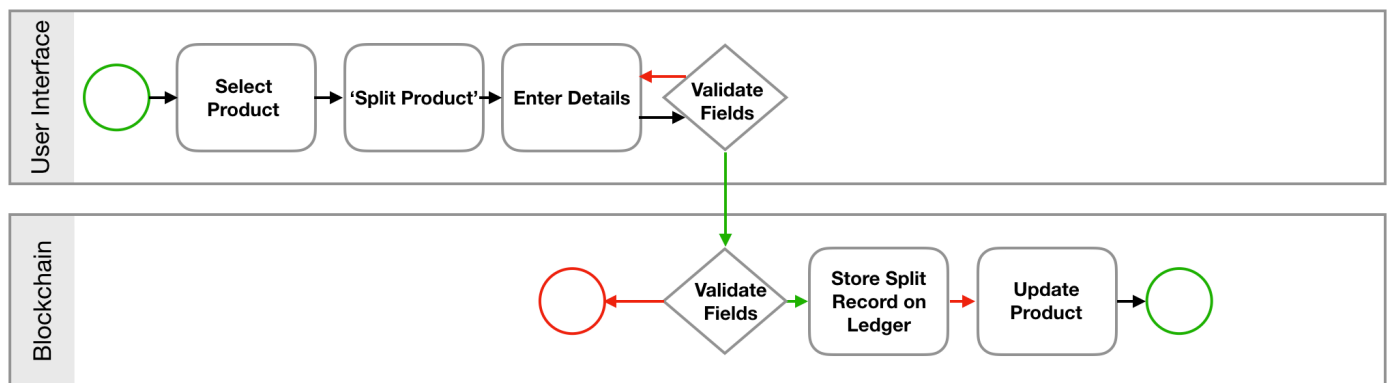 User Interface
Select
Product
‘Split Product’
Enter Details
Validate
Fields
Blockchain
Validate
Fields
Store Split
Record on
Ledger
Update
Product